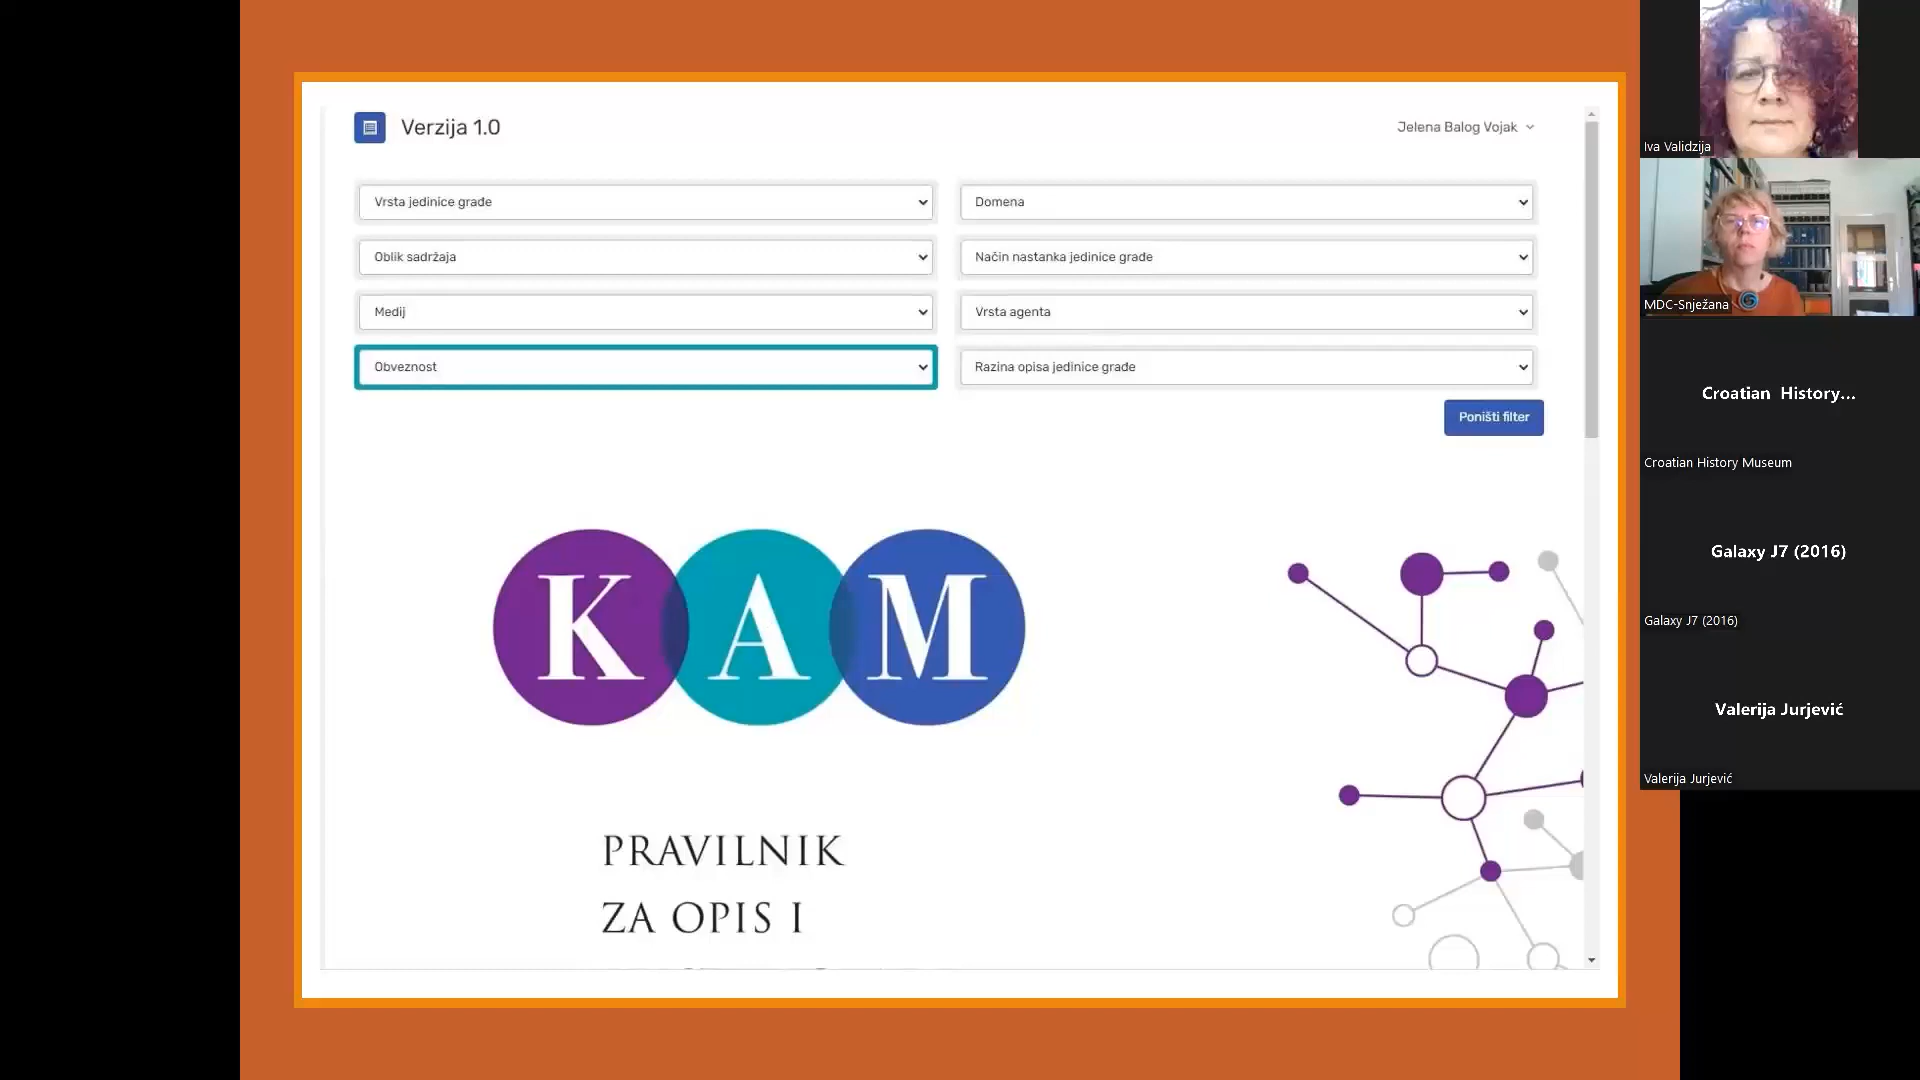 Verzija 1.0
Jelena Balog Vojak
Vrsta jedinice građe
Domena
Oblik sadržaja
Način nastanka jedinice građe
Medij
Vrsta agenta
Obveznost
Razina opisa jedinice građe
Poništi filter
K A M
PRAVILNIK
ZA OPIS I
Iva Validzija
MDC-Snježana
Croatian History...
Croatian History Museum
Galaxy J7 (2016)
Galaxy J7 (2016)
Valerija Jurjević
Valerija Jurjević